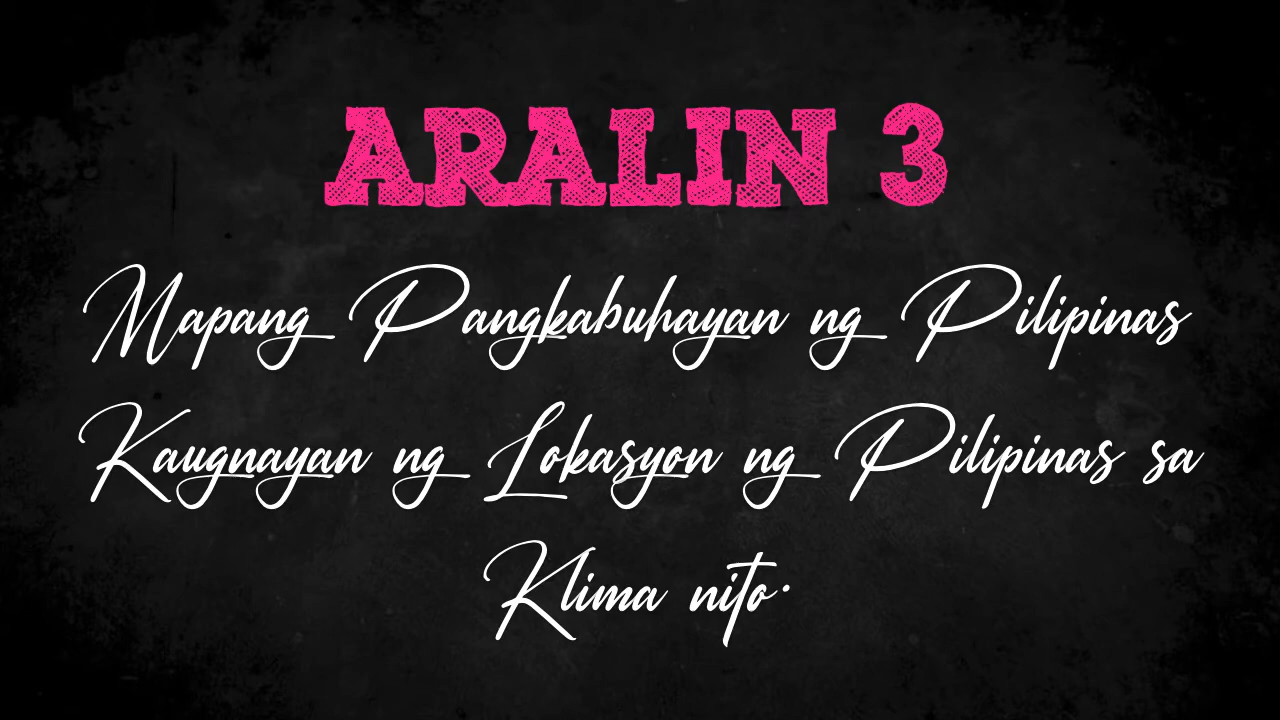 ARALIN 3
Mapang Pangkabuhayan ng Pilipinas
Kaugnayan ng Lokasyon ng Pilipinas sa
Klima nito.